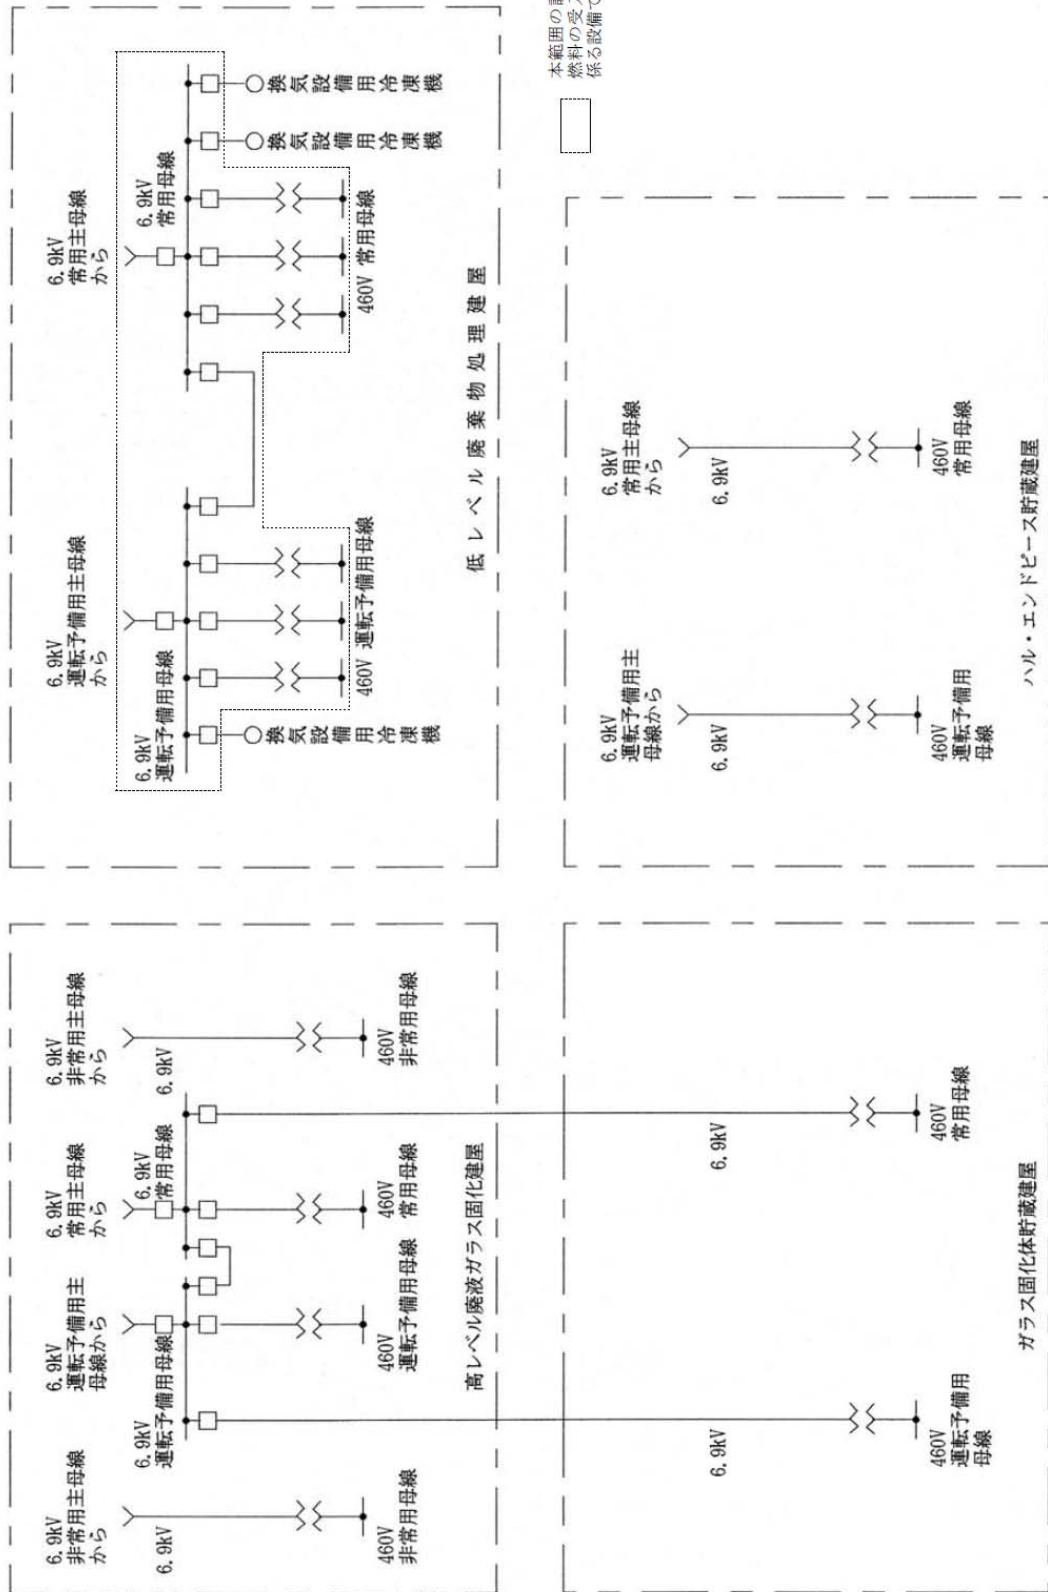 6.9kV
非常用主母線
から
6.9kV
460V
非常用母線
6.9kV
運転予備用主
母線から
6.9kV
運転予備用母線
460V
運転予備用母線
6.9kV
常用主母線
から
6.9kV
常用母線
460V
常用母線
6.9kV
非常用主母線
から
6.9kV
460V
非常用母線
高レベル廃液ガラス固化建屋
6.9kV
運転予備用主母線
から
6.9kV
運転予備用母線
換気設備用冷凍機
460V 運転予備用母線
6.9kV
常用主母線
から
6.9kV
常用母線
460V 常用母線
換気設備用冷凍機
換気設備用冷凍機
低レベル廃棄物処理建屋
6.9kV
460V
運転予備用
母線
6.9kV
460V
常用母線
ガラス固化体貯蔵建屋
6.9kV
運転予備用主
母線から
6.9kV
460V
運転予備用
母線
6.9kV
常用主母線
から
6.9kV
460V
常用母線
ハル・エンドピース貯蔵建屋
本範囲の
燃料の受
係る設備で